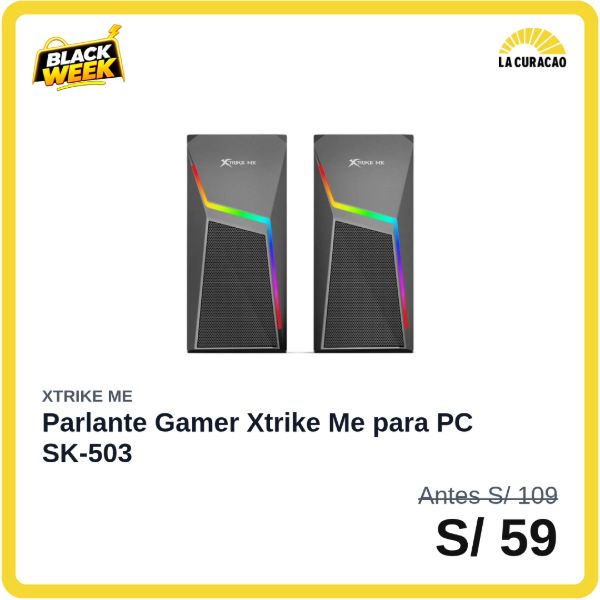 BLACK
WEEK
LA CURACAO
XTRIKE ME
XTRIKE ME
XTRIKE ME
Parlante Gamer Xtrike Me para PC
SK-503
Antes S/ 109
S/ 59